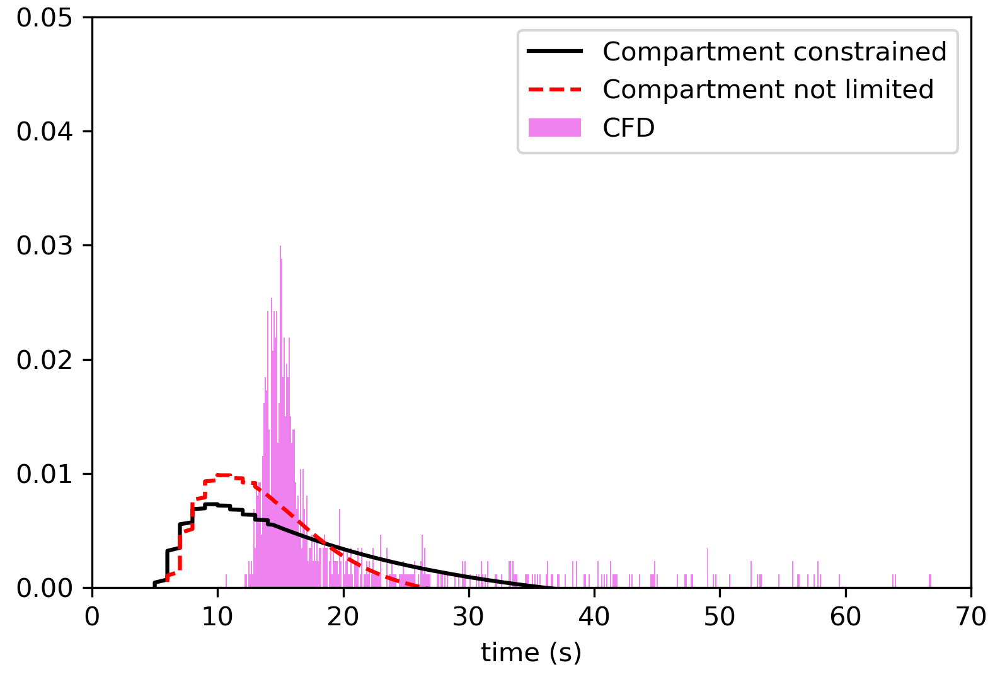 0.05
0.04
0.03
0.02
0.01
0.00
0 10 20 30 40 50 60 70
time (s)
Compartment constrained
Compartment not limited
CFD